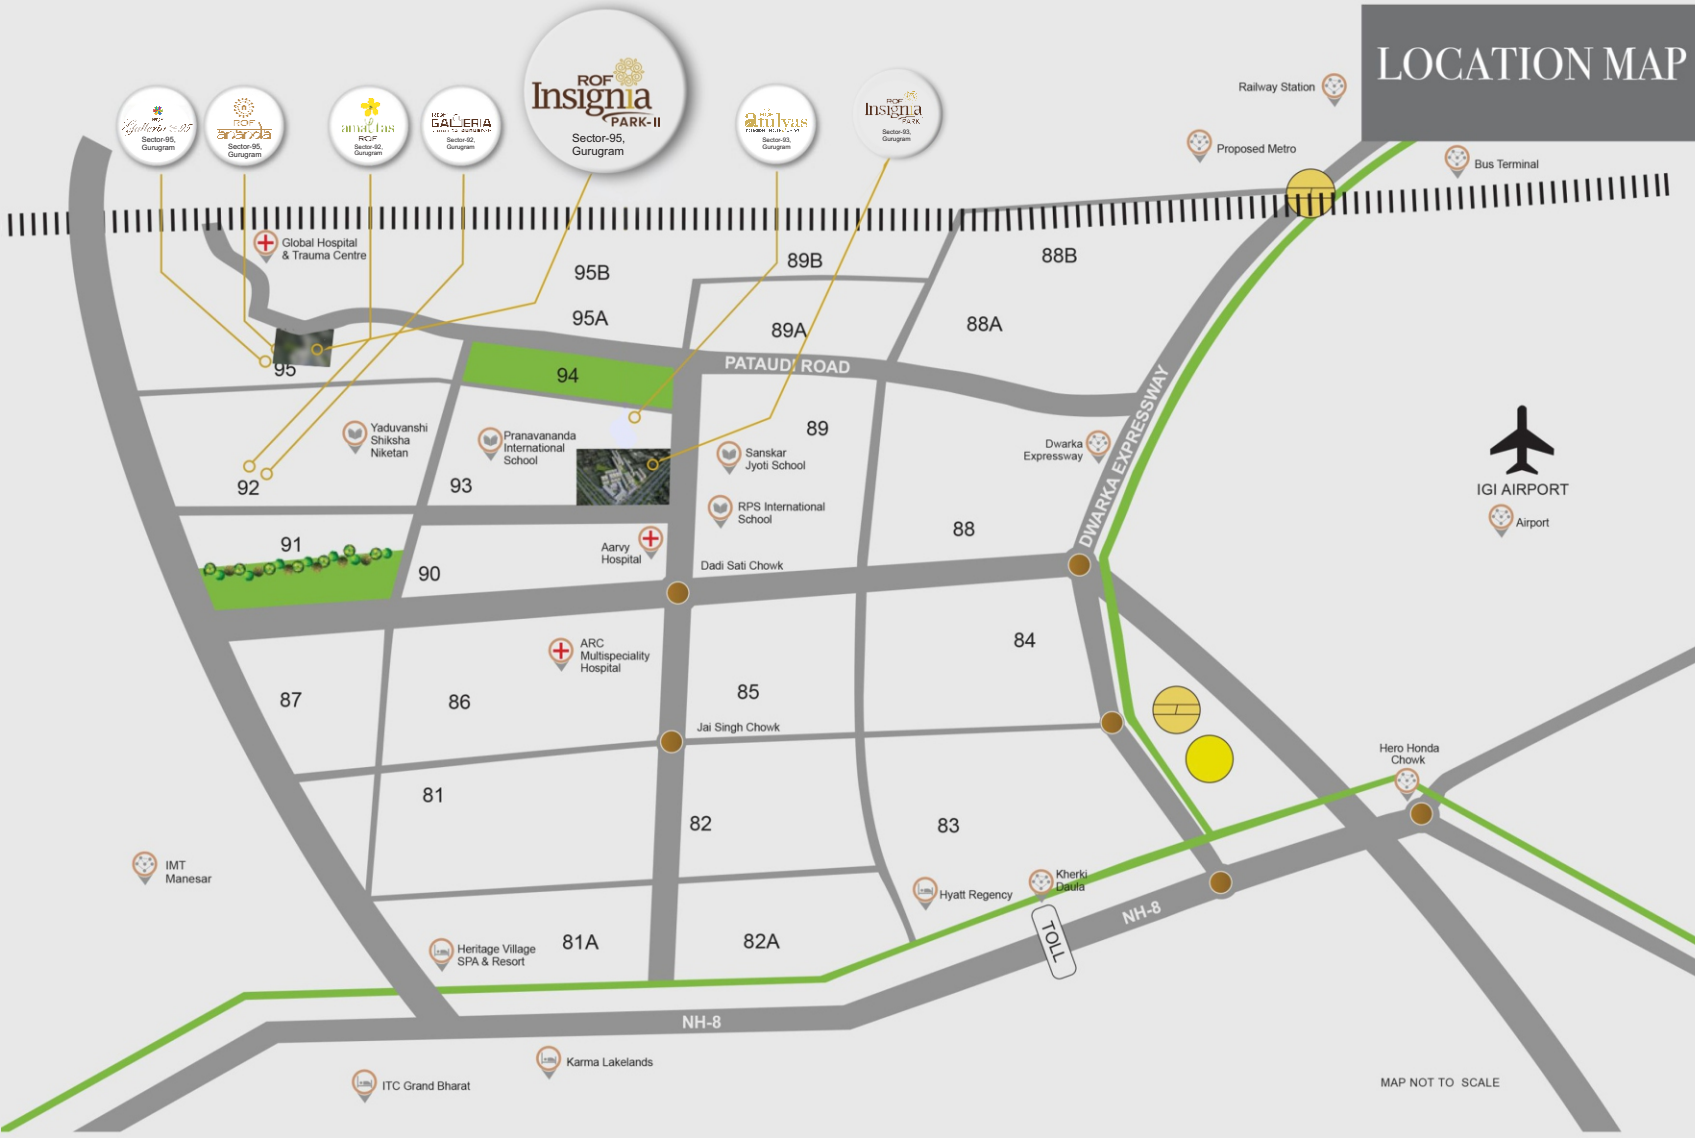 LOCATION MAP
Railway Station
Proposed Metro
Bus Terminal
Galleria 95
Sector-95,
Gurugram
ROF
ananda
Sector-95,
Gurugram
amaltas
ROF
Sector-92,
Gurugram
ROF
GALLERIA
Sector-92,
Gurugram
ROF
Insignia
PARK-II
Sector-95,
Gurugram
atulyas
Sector-93,
Gurugram
ROF
Insignia
PARK
Sector-93,
Gurugram
Global Hospital
& Trauma Centre
95B
89B
88B
95A
89A
88A
PATAUDI ROAD
95
94
DWARKA EXPRESSWAY
Yaduvanshi
Shiksha
Niketan
Pranavananda
International
School
89
Sanskar
Jyoti School
Dwarka
Expressway
IGI AIRPORT
Airport
92
93
RPS International
School
88
91
Aarvy
Hospital
90
Dadi Sati Chowk
ARC
Multispeciality
Hospital
84
87
86
85
Jai Singh Chowk
Hero Honda
Chowk
81
82
83
IMT
Manesar
Hyatt Regency
Kherki
Daula
NH-8
TOLL
Heritage Village
SPA & Resort
81A
82A
NH-8
Karma Lakelands
ITC Grand Bharat
MAP NOT TO SCALE